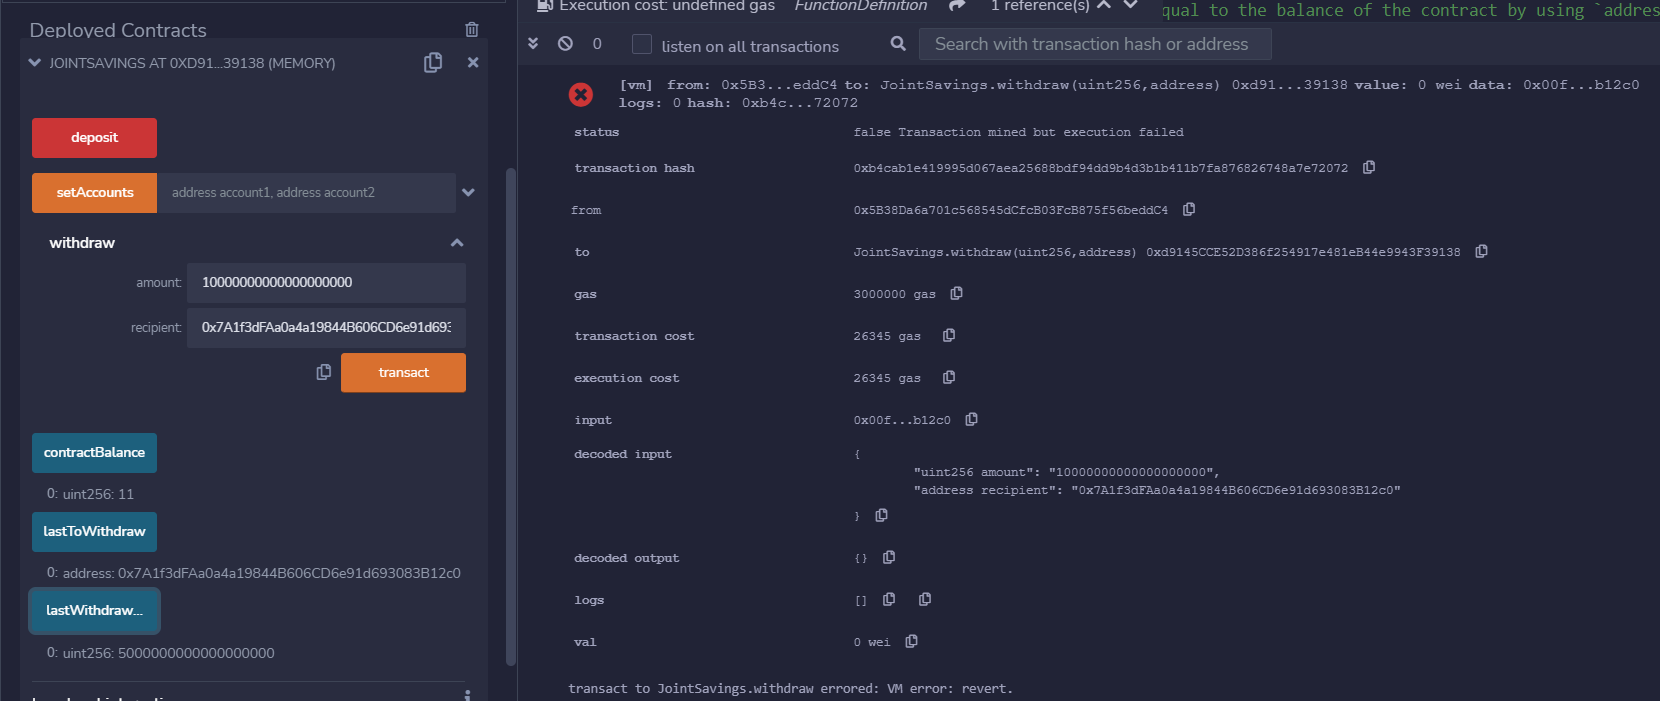 Deployed Contracts
JOINTSAVINGS AT 0XD91...39138 (MEMORY)
deposit
setAccounts address account1, address account2
withdraw
amount: 10000000000000000000
recipient: 0x7A1f3dFAa0a4a19844B606CD6e91d693
transact
contractBalance
0: uint256: 11
lastToWithdraw
0: address: 0x7A1f3dFAa0a4a19844B606CD6e91d693083B12c0
lastWithdraw...
0: uint256: 5000000000000000000
Execution cost: undefined gas FunctionDefinition 1 reference(s)
qual to the balance of the contract by using `addres
0 listen on all transactions Search with transaction hash or address
[vm] from: 0x5B3...eddC4 to: JointSavings.withdraw(uint256,address) 0xd91...39138 value: 0 wei data: 0x00f...b12c0
logs: 0 hash: 0xb4c...72072
status false Transaction mined but execution failed
transaction hash 0xb4cab1e419995d067aea25688bdf94dd9b4d3b1b411b7fa876826748a7e72072
from 0x5B38Da6a701c568545dCfcB03FcB875f56beddC4
to JointSavings.withdraw(uint256,address) 0xd9145CCE52D386f254917e481eB44e9943F39138
gas 3000000 gas
transaction cost 26345 gas
execution cost 26345 gas
input 0x00f...b12c0
decoded input {
"uint256 amount": "10000000000000000000",
"address recipient": "0x7A1f3dFAa0a4a19844B606CD6e91d693083B12c0"
}
decoded output {}
logs []
val 0 wei
transact to JointSavings.withdraw errored: VM error: revert.